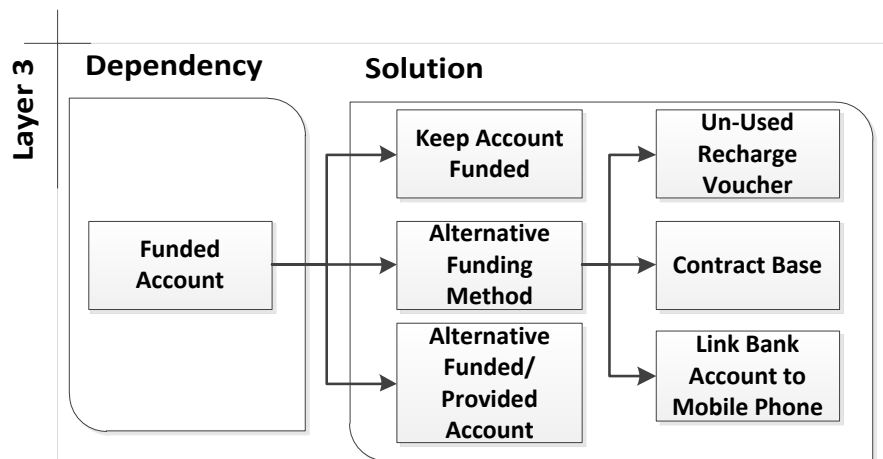 Layer 3
Dependency
Solution
Funded
Account
Keep Account
Funded
Alternative
Funding
Method
Alternative
Funded/
Provided
Account
Un-Used
Recharge
Voucher
Contract Base
Link Bank
Account to
Mobile Phone